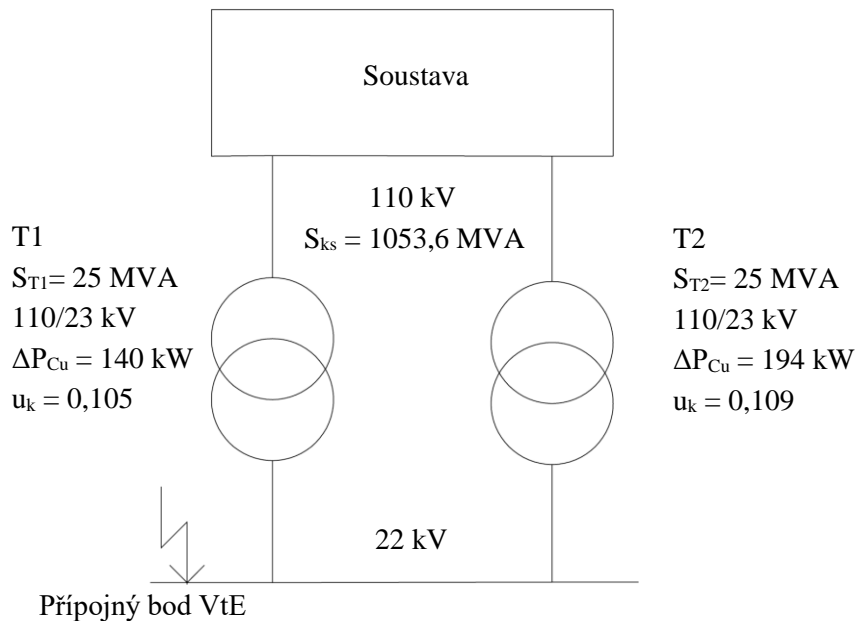 Soustava
110 kV
S_ks = 1053,6 MVA
T1
S_T1= 25 MVA
110/23 kV
ΔP_Cu = 140 kW
u_k = 0,105
T2
S_T2= 25 MVA
110/23 kV
ΔP_Cu = 194 kW
u_k = 0,109
22 kV
Přípojný bod VtE